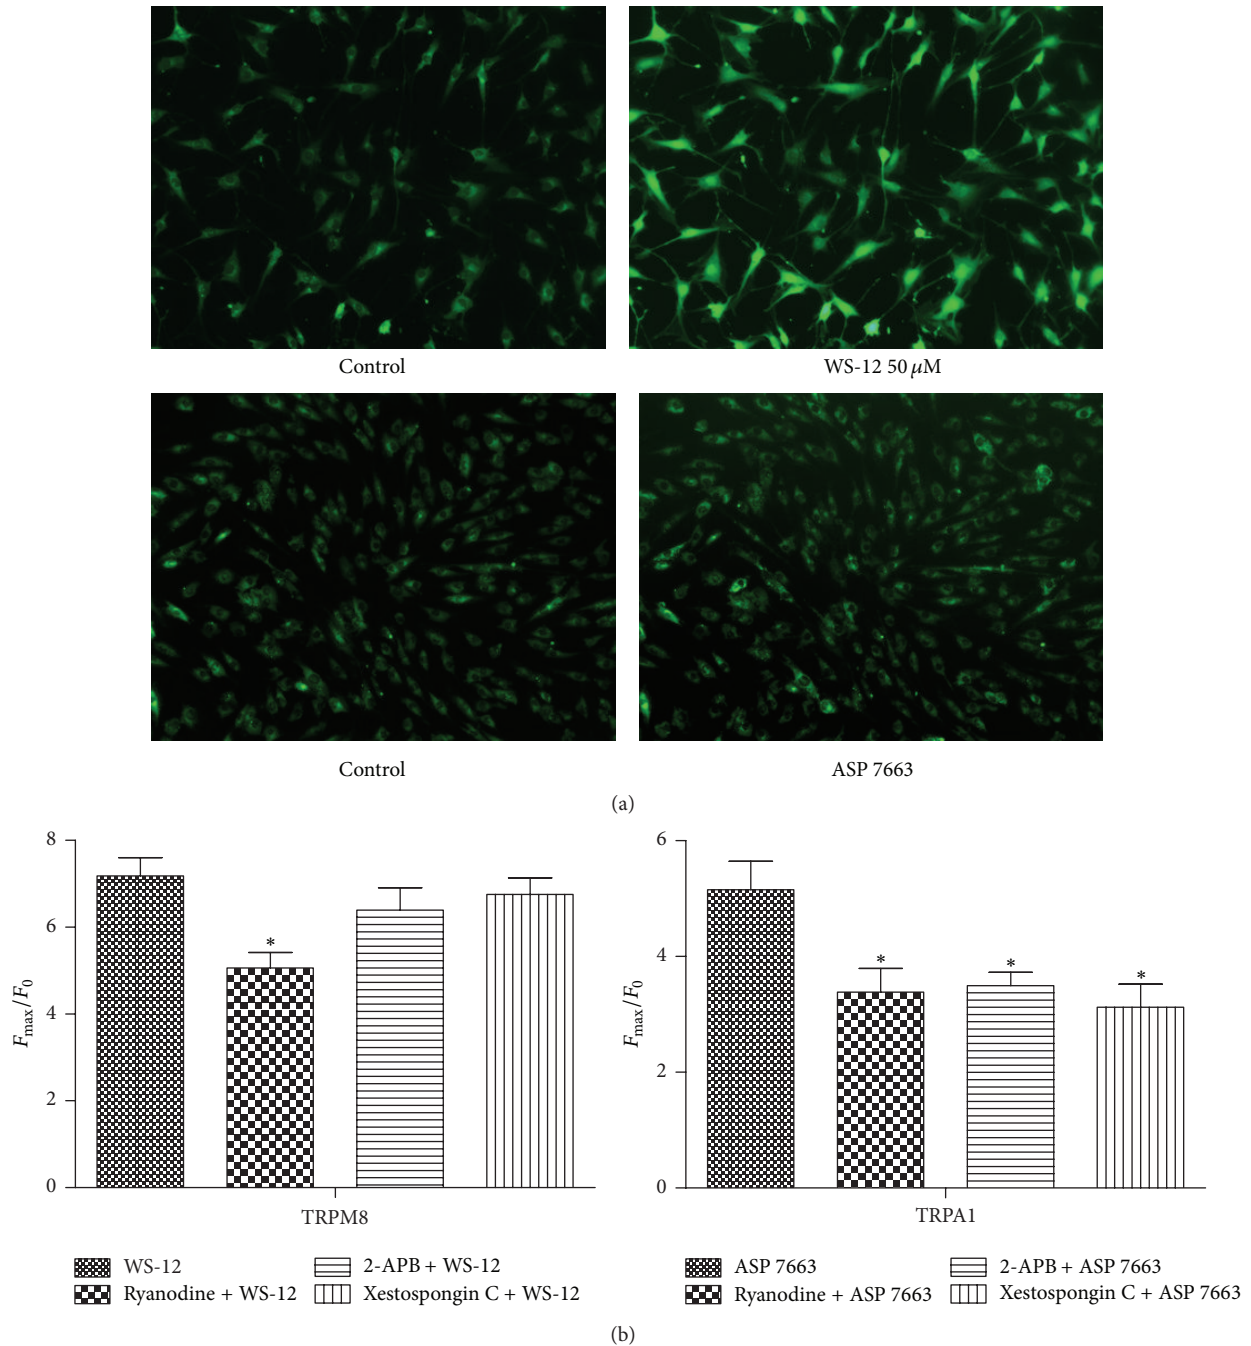 Control
WS-12 50 μM
Control
ASP 7663
(a)
8
6
4
2
0
Fmax/F0
*
TRPM8
WS-12
2-APB + WS-12
Ryanodine + WS-12
Xestospongin C + WS-12
6
4
2
0
Fmax/F0
*
*
*
TRPA1
ASP 7663
2-APB + ASP 7663
Ryanodine + ASP 7663
Xestospongin C + ASP 7663
(b)